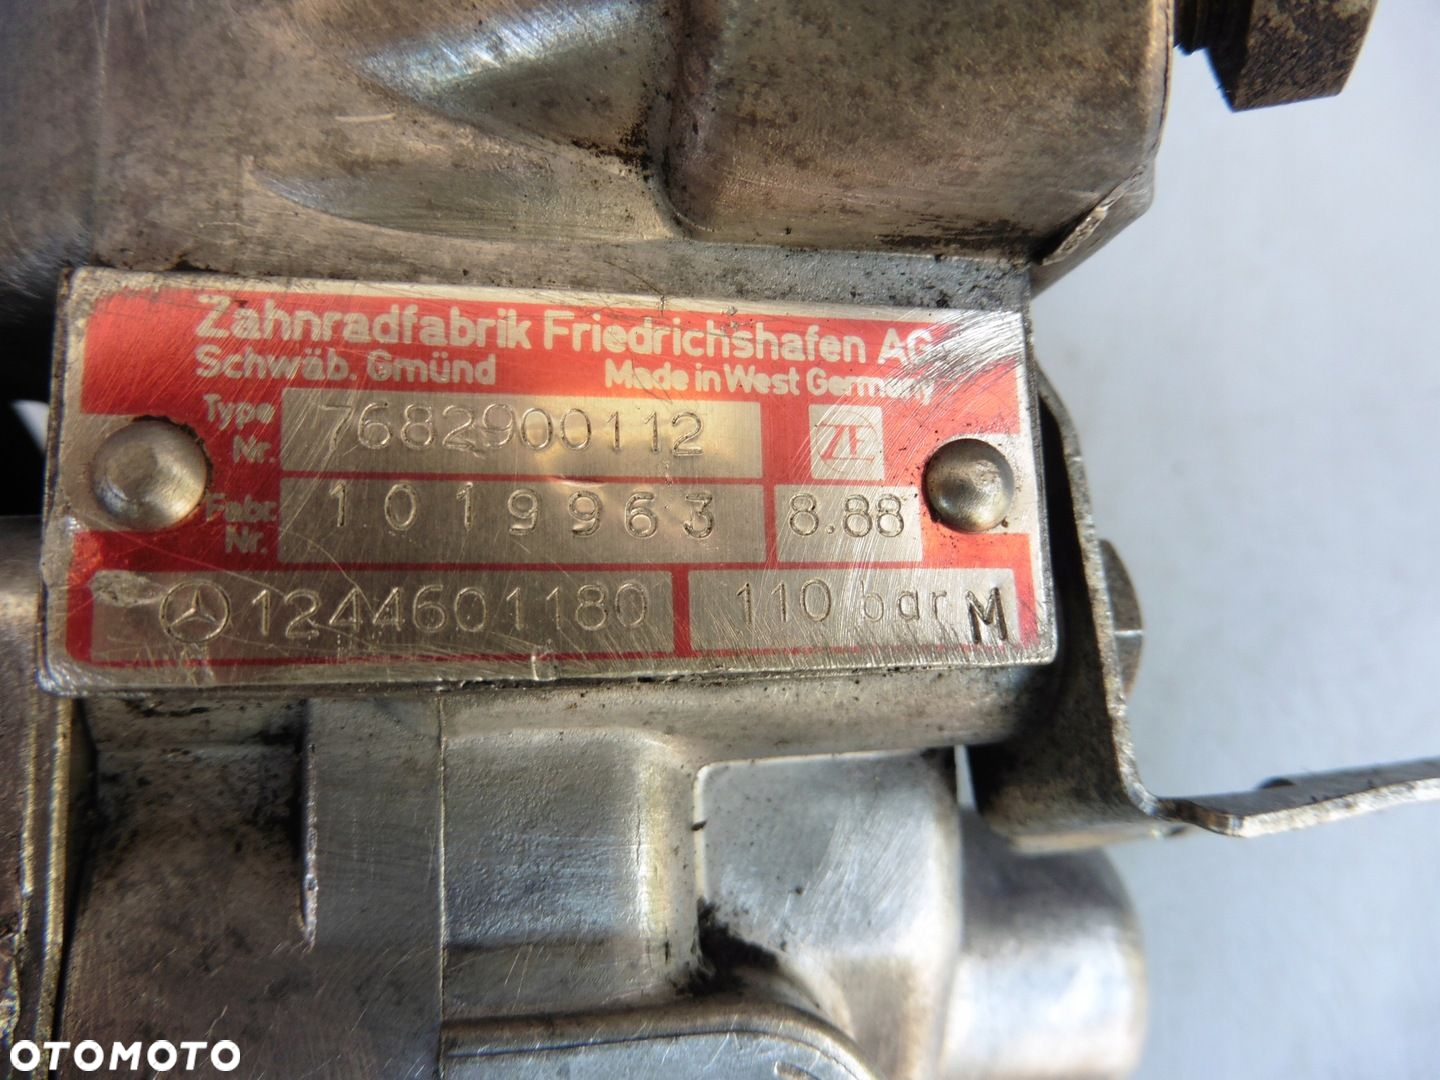 Zahnradfabrik Friedrichshafen AG
Schwäb. Gmünd Made in West Germany
Type Nr. 7682900112 ZF
Fabr. Nr. 1019963 8.88
1244601180 110 bar M
OTOMOTO